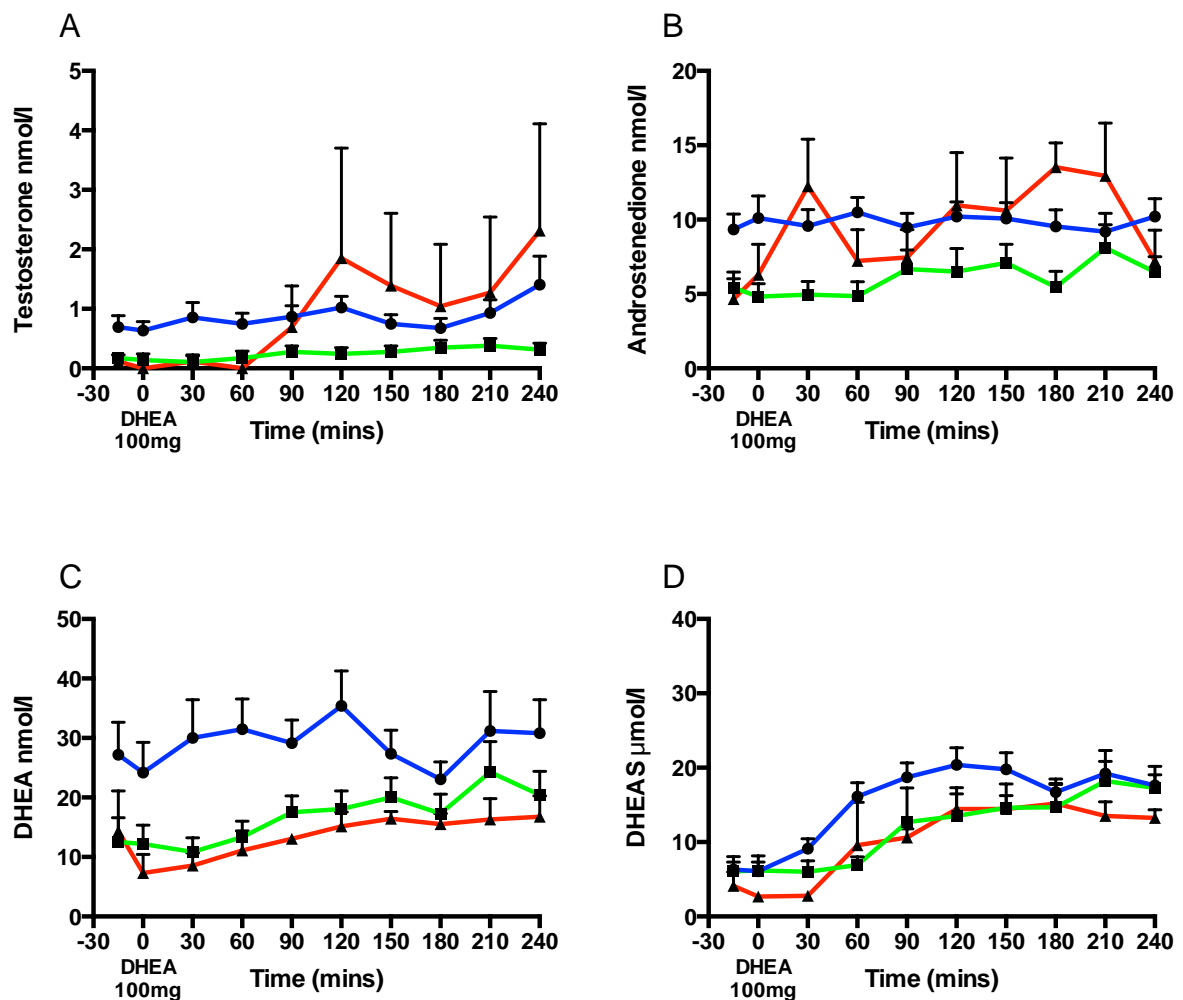 A
Testosterone nmol/l
5
4
3
2
1
0
-30 0 30 60 90 120 150 180 210 240
DHEA
100mg
Time (mins)
B
Androstenedione nmol/l
20
15
10
5
0
-30 0 30 60 90 120 150 180 210 240
DHEA
100mg
Time (mins)
C
DHEA nmol/l
50
40
30
20
10
0
-30 0 30 60 90 120 150 180 210 240
DHEA
100mg
Time (mins)
D
DHEAS µmol/l
40
30
20
10
0
-30 0 30 60 90 120 150 180 210 240
DHEA
100mg
Time (mins)